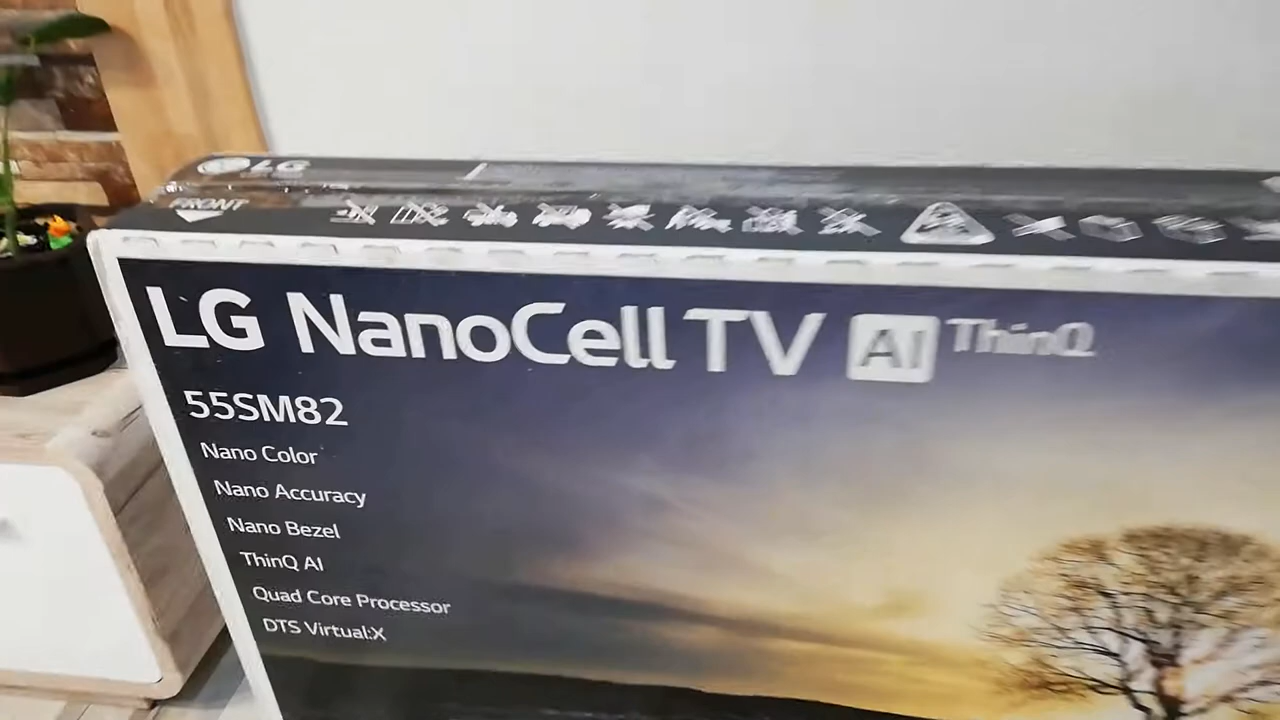 LG
FRONT
LG NanoCell TV AI ThinQ
55SM82
Nano Color
Nano Accuracy
Nano Bezel
ThinQ AI
Quad Core Processor
DTS Virtual:X